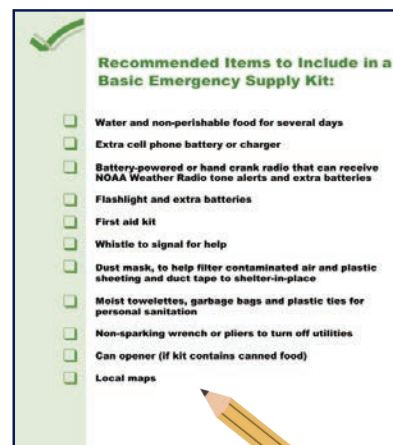 Recommended Items to Include in a
Basic Emergency Supply Kit:
Water and non-perishable food for several days
Extra cell phone battery or charger
Battery-powered or hand crank radio that can receive
NOAA Weather Radio tone alerts and extra batteries
Flashlight and extra batteries
First aid kit
Whistle to signal for help
Dust mask, to help filter contaminated air and plastic
sheeting and duct tape to shelter-in-place
Moist towelettes, garbage bags and plastic ties for
personal sanitation
Non-sparking wrench or pliers to turn off utilities
Can opener (if kit contains canned food)
Local maps